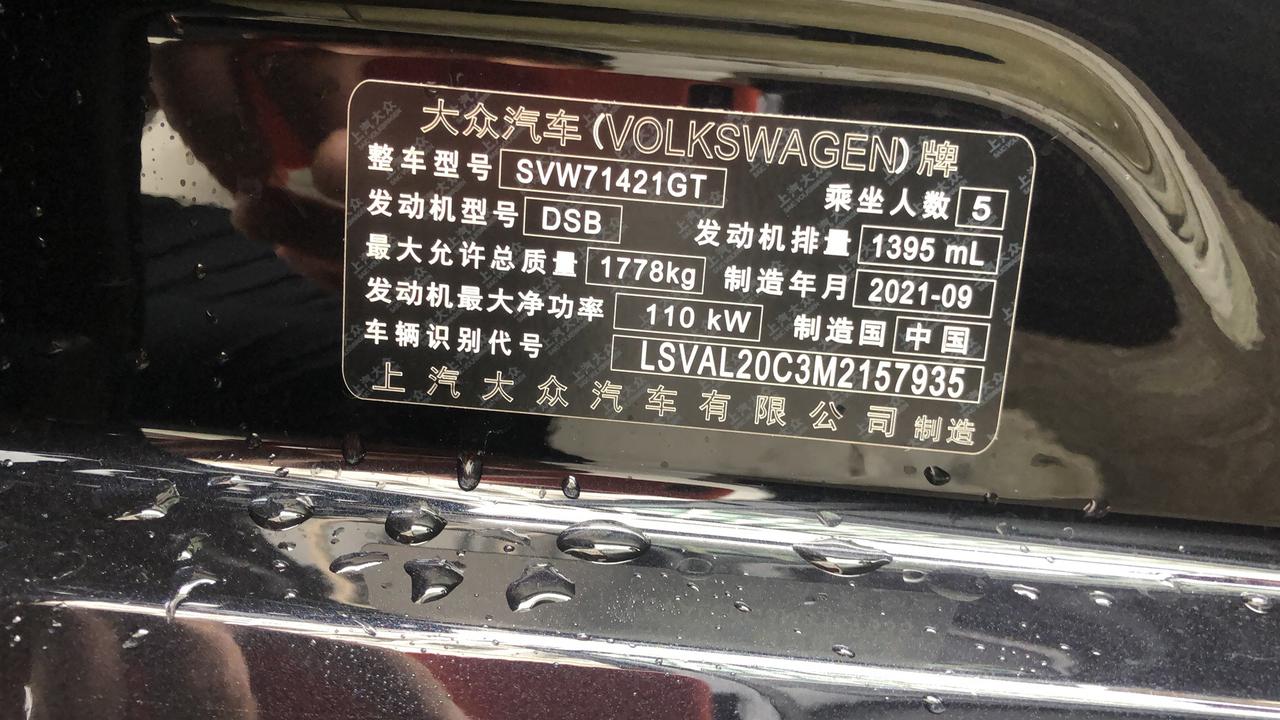 大众汽车(VOLKSWAGEN)牌
整车型号 SVW71421GT 乘坐人数 5
发动机型号 DSB 发动机排量 1395 mL
最大允许总质量 1778kg 制造年月 2021-09
发动机最大净功率 110 kW 制造国 中国
车辆识别代号 LSVAL20C3M2157935
上汽大众汽车有限公司 制造